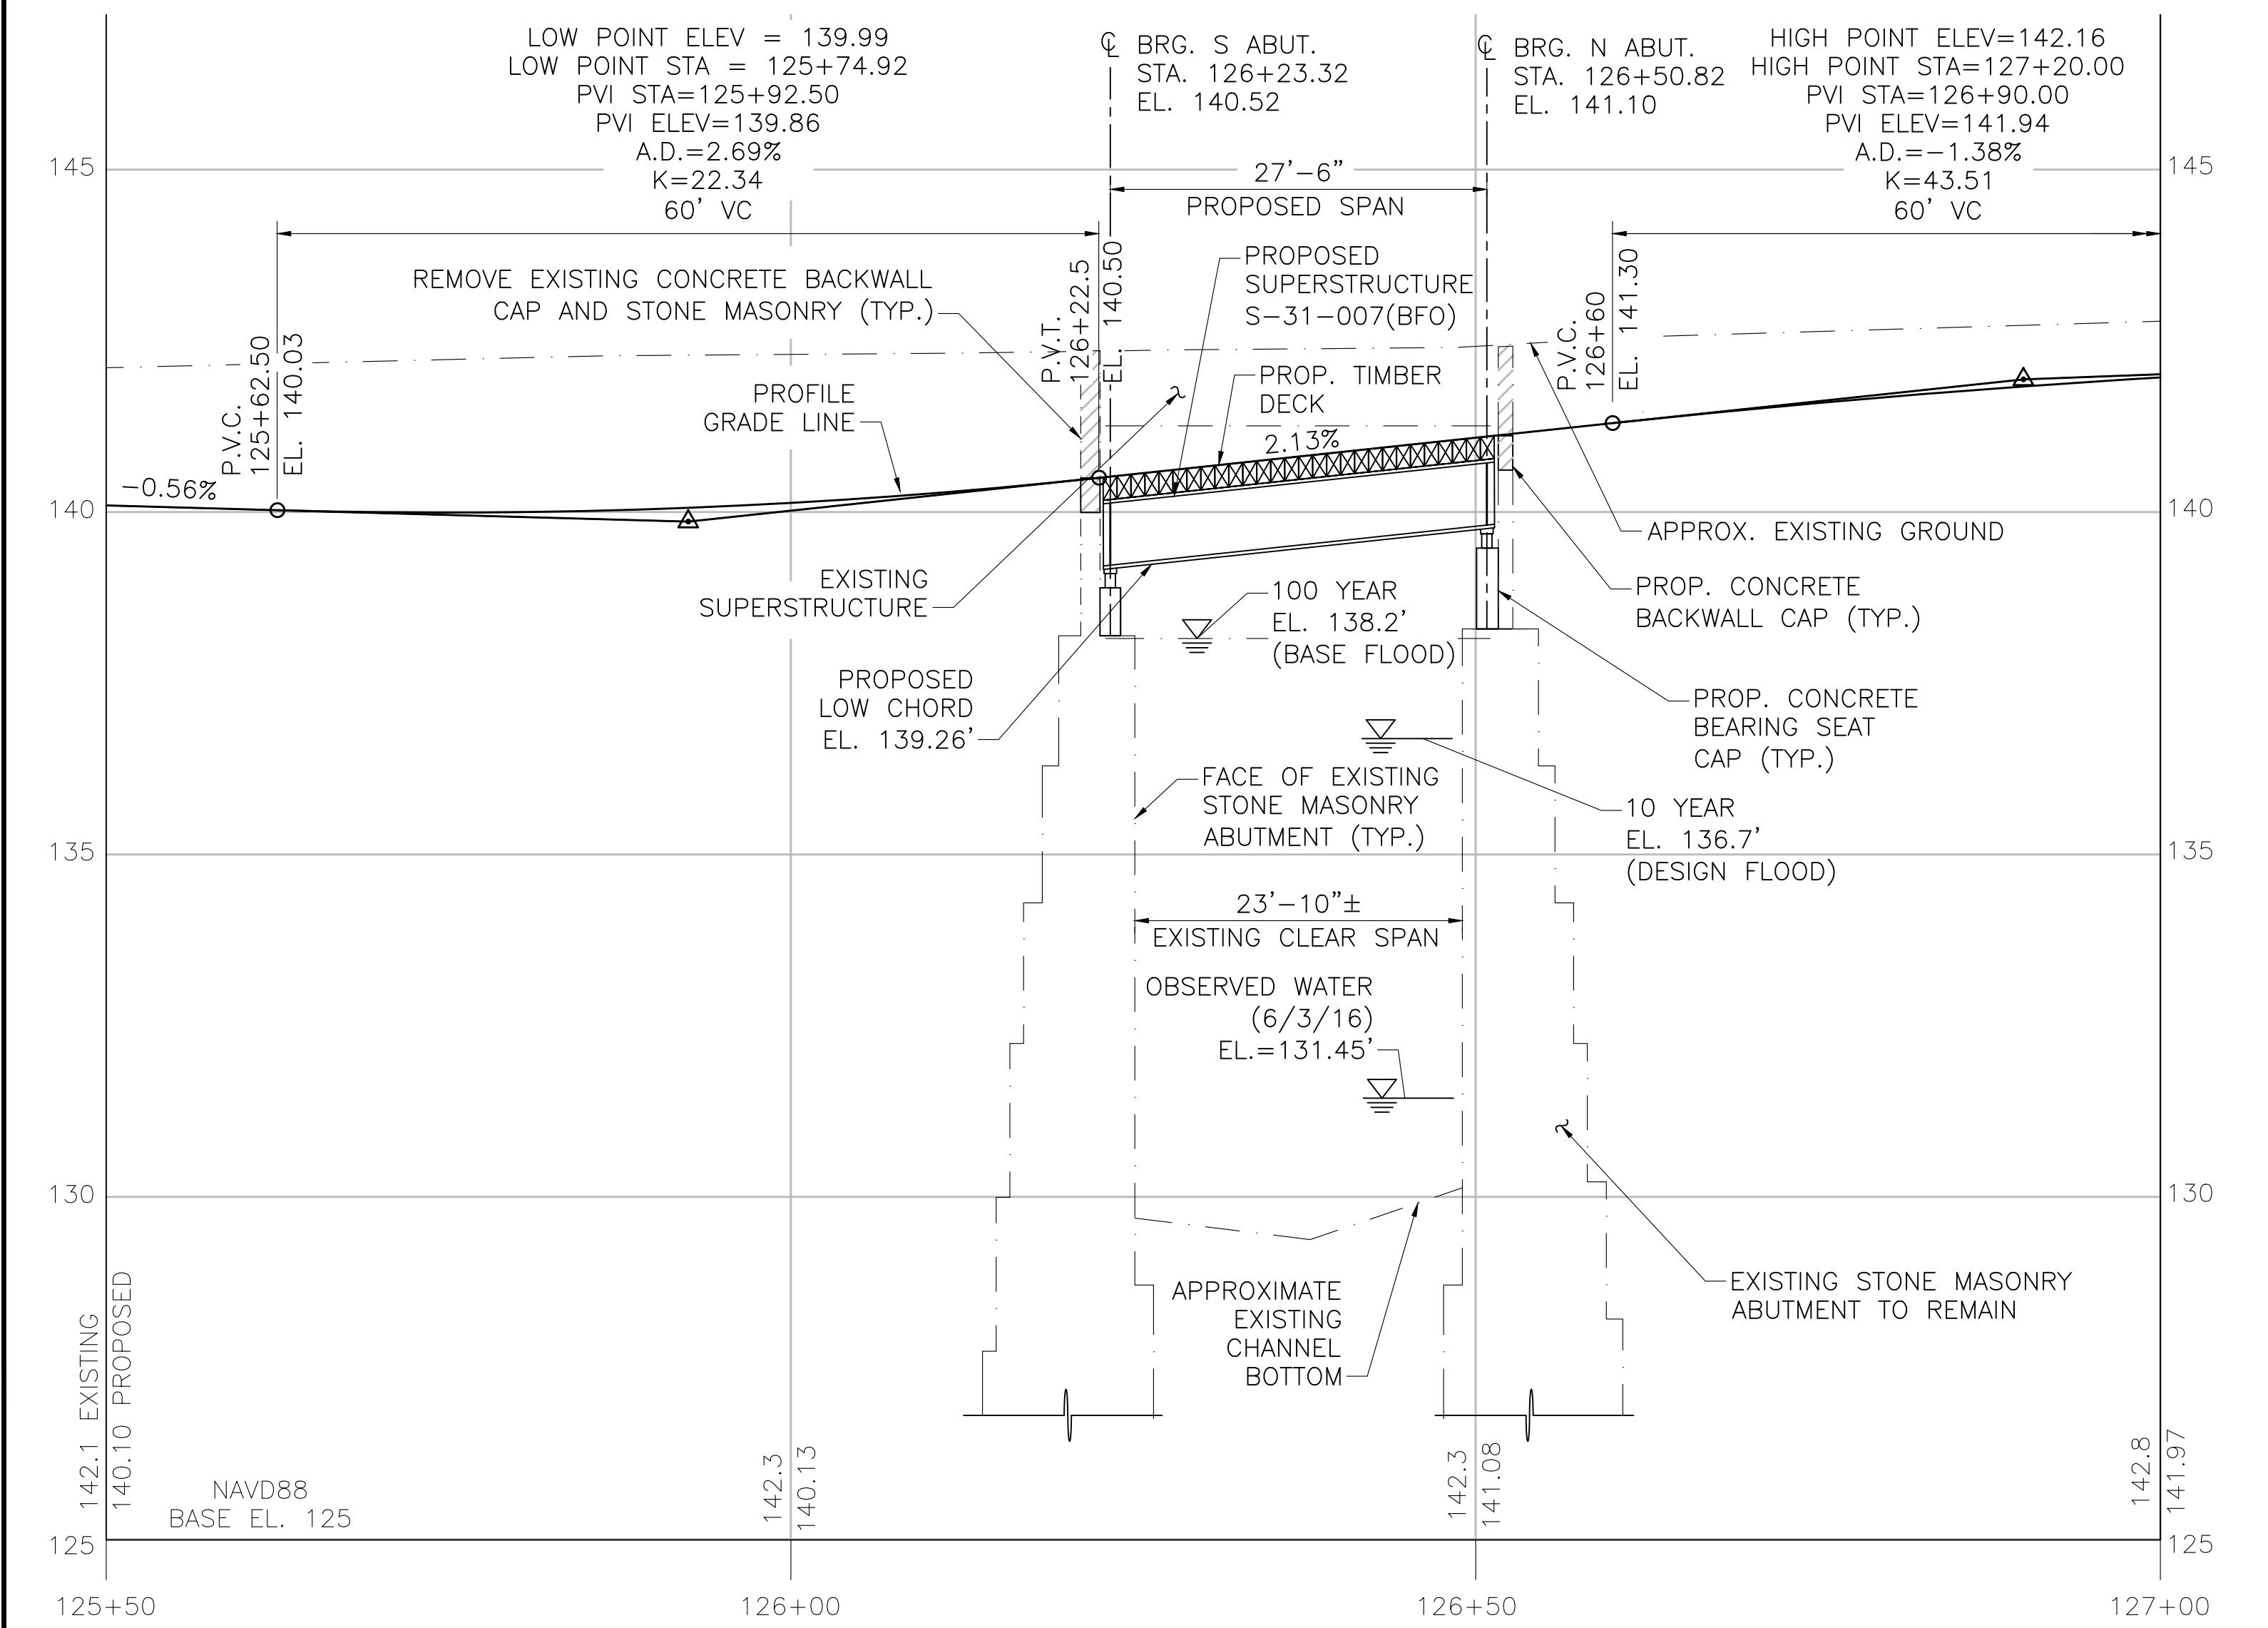 LOW POINT ELEV = 139.99
LOW POINT STA = 125+74.92
PVI STA=125+92.50
PVI ELEV=139.86
A.D.=2.69%
K=22.34
60' VC
℄ BRG. S ABUT.
STA. 126+23.32
EL. 140.52
℄ BRG. N ABUT.
STA. 126+50.82
EL. 141.10
HIGH POINT ELEV=142.16
HIGH POINT STA=127+20.00
PVI STA=126+90.00
PVI ELEV=141.94
A.D.=-1.38%
K=43.51
60' VC
145
145
27'-6"
PROPOSED SPAN
REMOVE EXISTING CONCRETE BACKWALL
CAP AND STONE MASONRY (TYP.)
P.V.T.
126+22.5
EL. 140.50
PROPOSED
SUPERSTRUCTURE
S-31-007(BFO)
P.V.C.
126+60
EL. 141.30
P.V.C.
125+62.50
EL. 140.03
PROFILE
GRADE LINE
PROP. TIMBER
DECK
2.13%
-0.56%
140
140
APPROX. EXISTING GROUND
EXISTING
SUPERSTRUCTURE
100 YEAR
EL. 138.2'
(BASE FLOOD)
PROP. CONCRETE
BACKWALL CAP (TYP.)
PROPOSED
LOW CHORD
EL. 139.26'
PROP. CONCRETE
BEARING SEAT
CAP (TYP.)
FACE OF EXISTING
STONE MASONRY
ABUTMENT (TYP.)
10 YEAR
EL. 136.7'
(DESIGN FLOOD)
135
135
23'-10"±
EXISTING CLEAR SPAN
OBSERVED WATER
(6/3/16)
EL.=131.45'
130
130
APPROXIMATE
EXISTING
CHANNEL
BOTTOM
EXISTING STONE MASONRY
ABUTMENT TO REMAIN
142.1 EXISTING
140.10 PROPOSED
142.3
140.13
142.3
141.08
142.8
141.97
NAVD88
BASE EL. 125
125
125
125+50
126+00
126+50
127+00